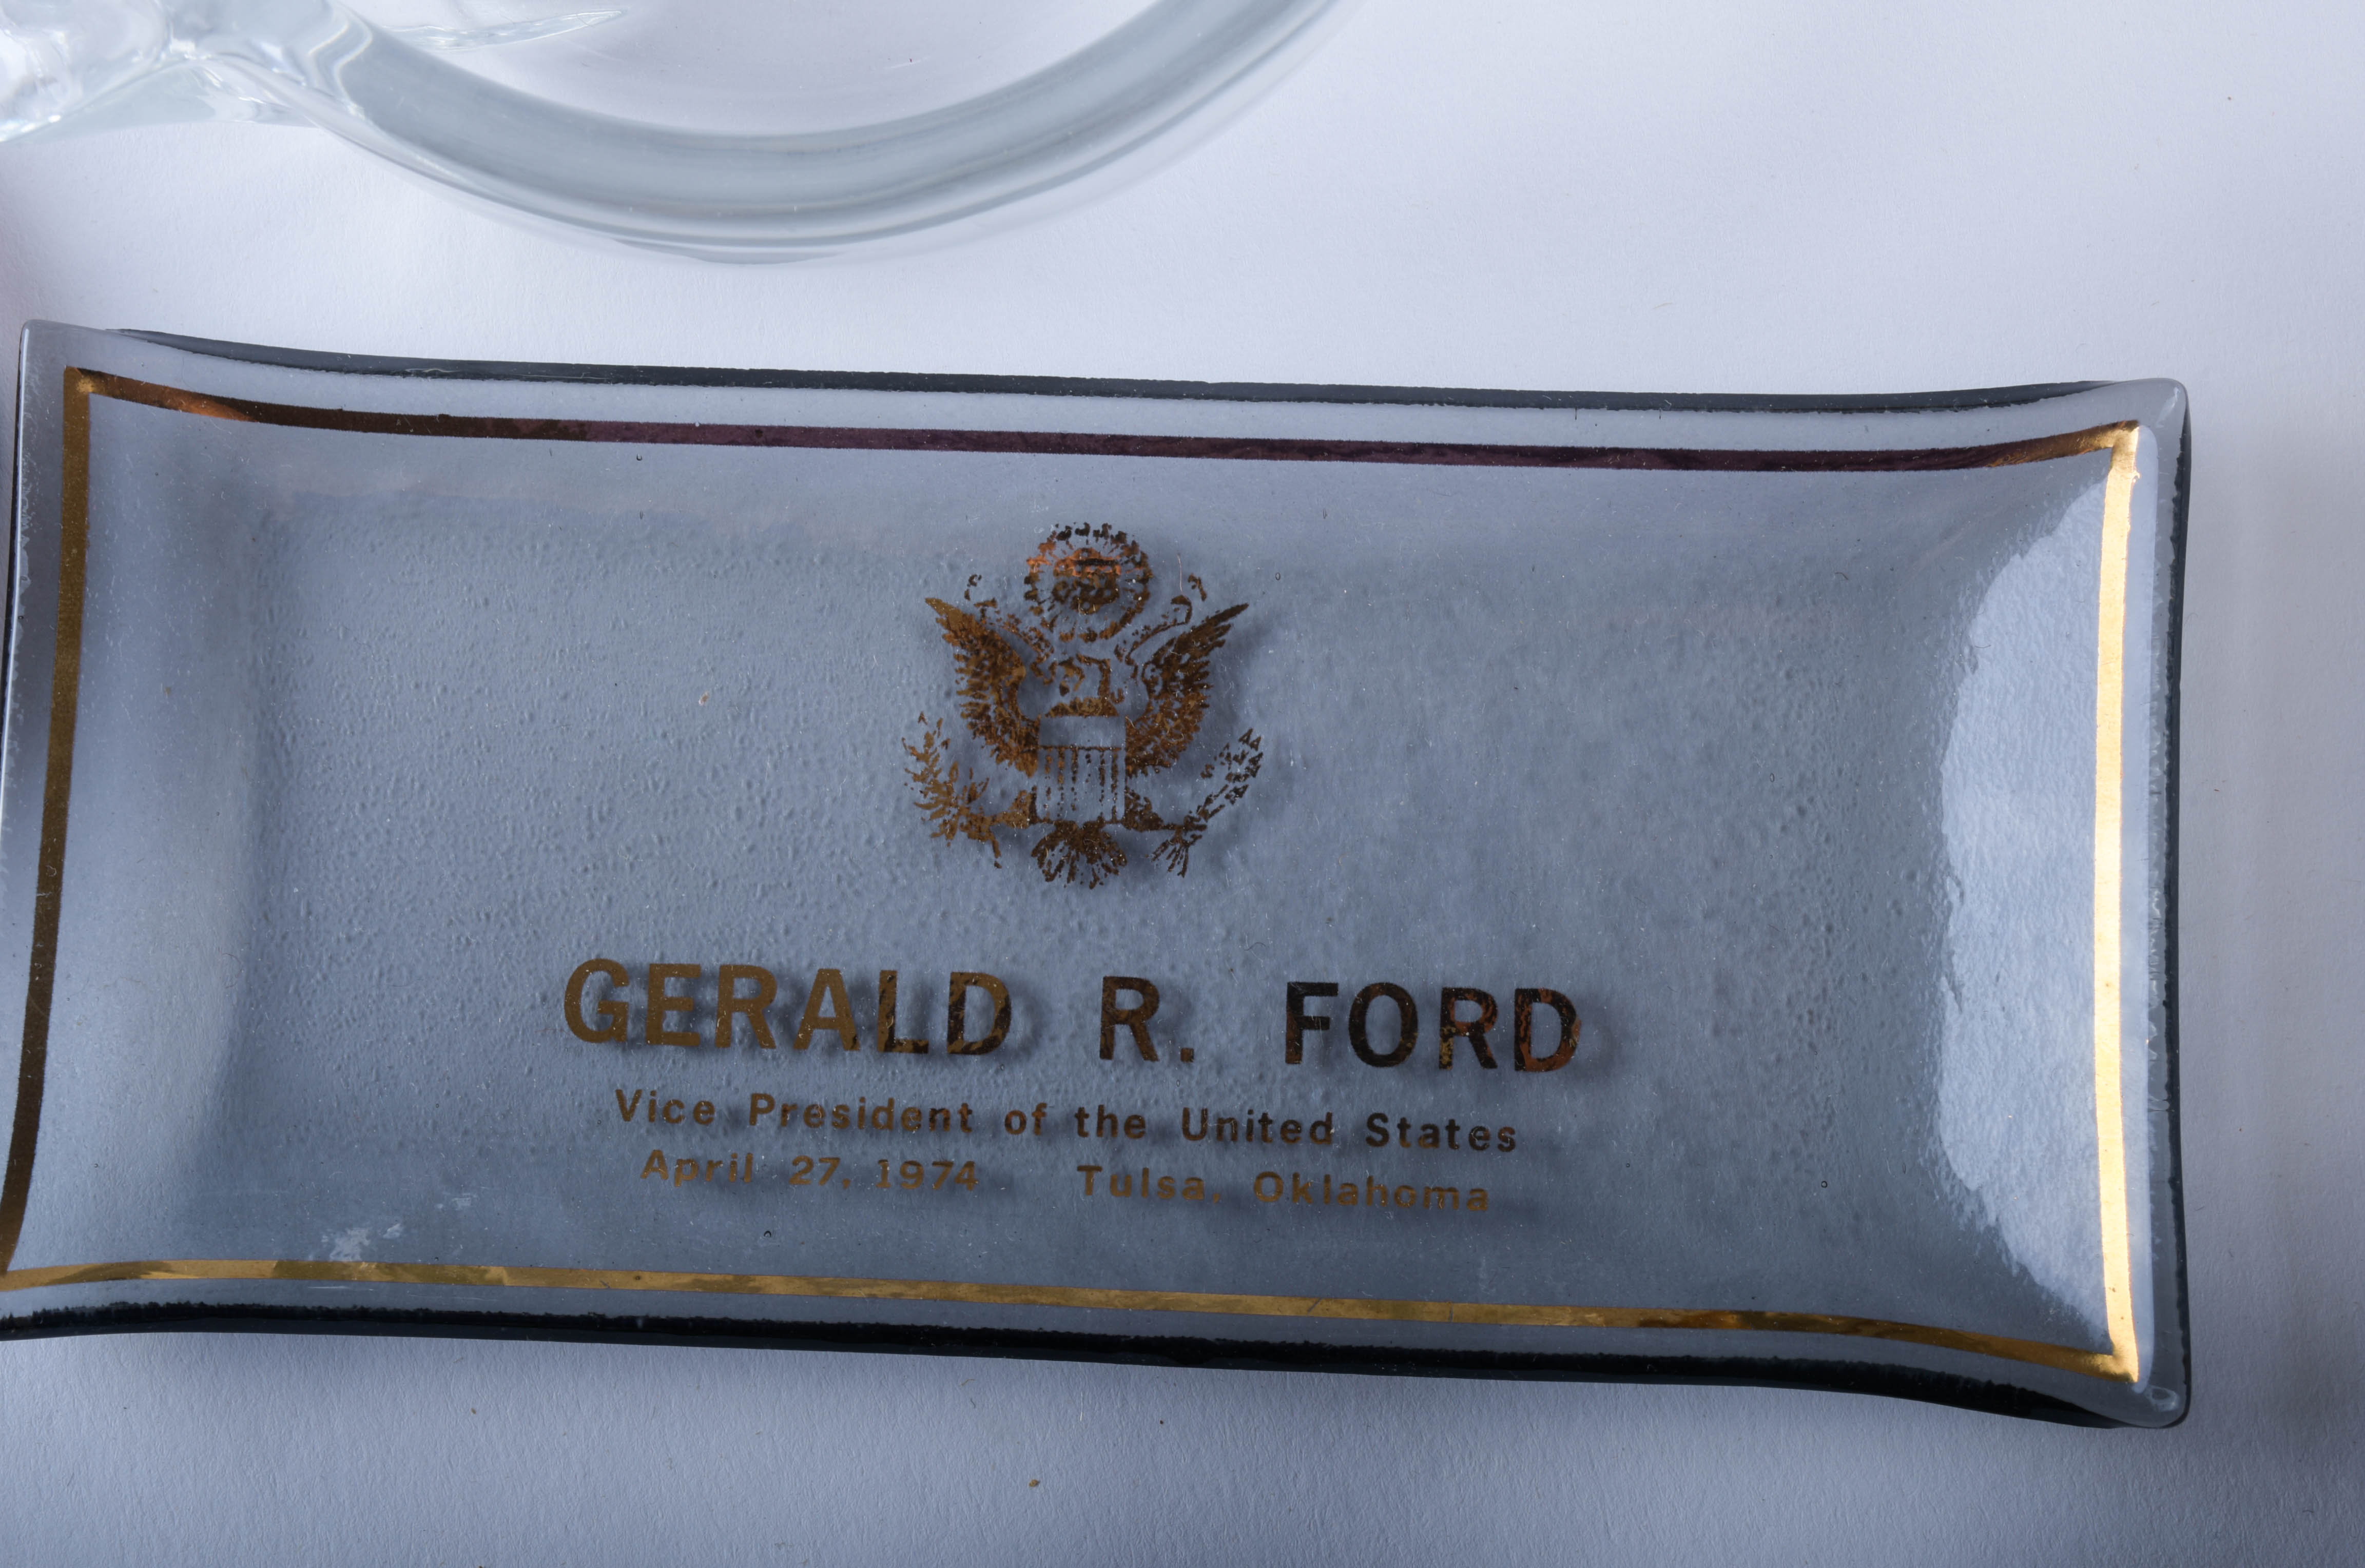 GERALD R. FORD
Vice President of the United States
April 27, 1974 Tulsa, Oklahoma